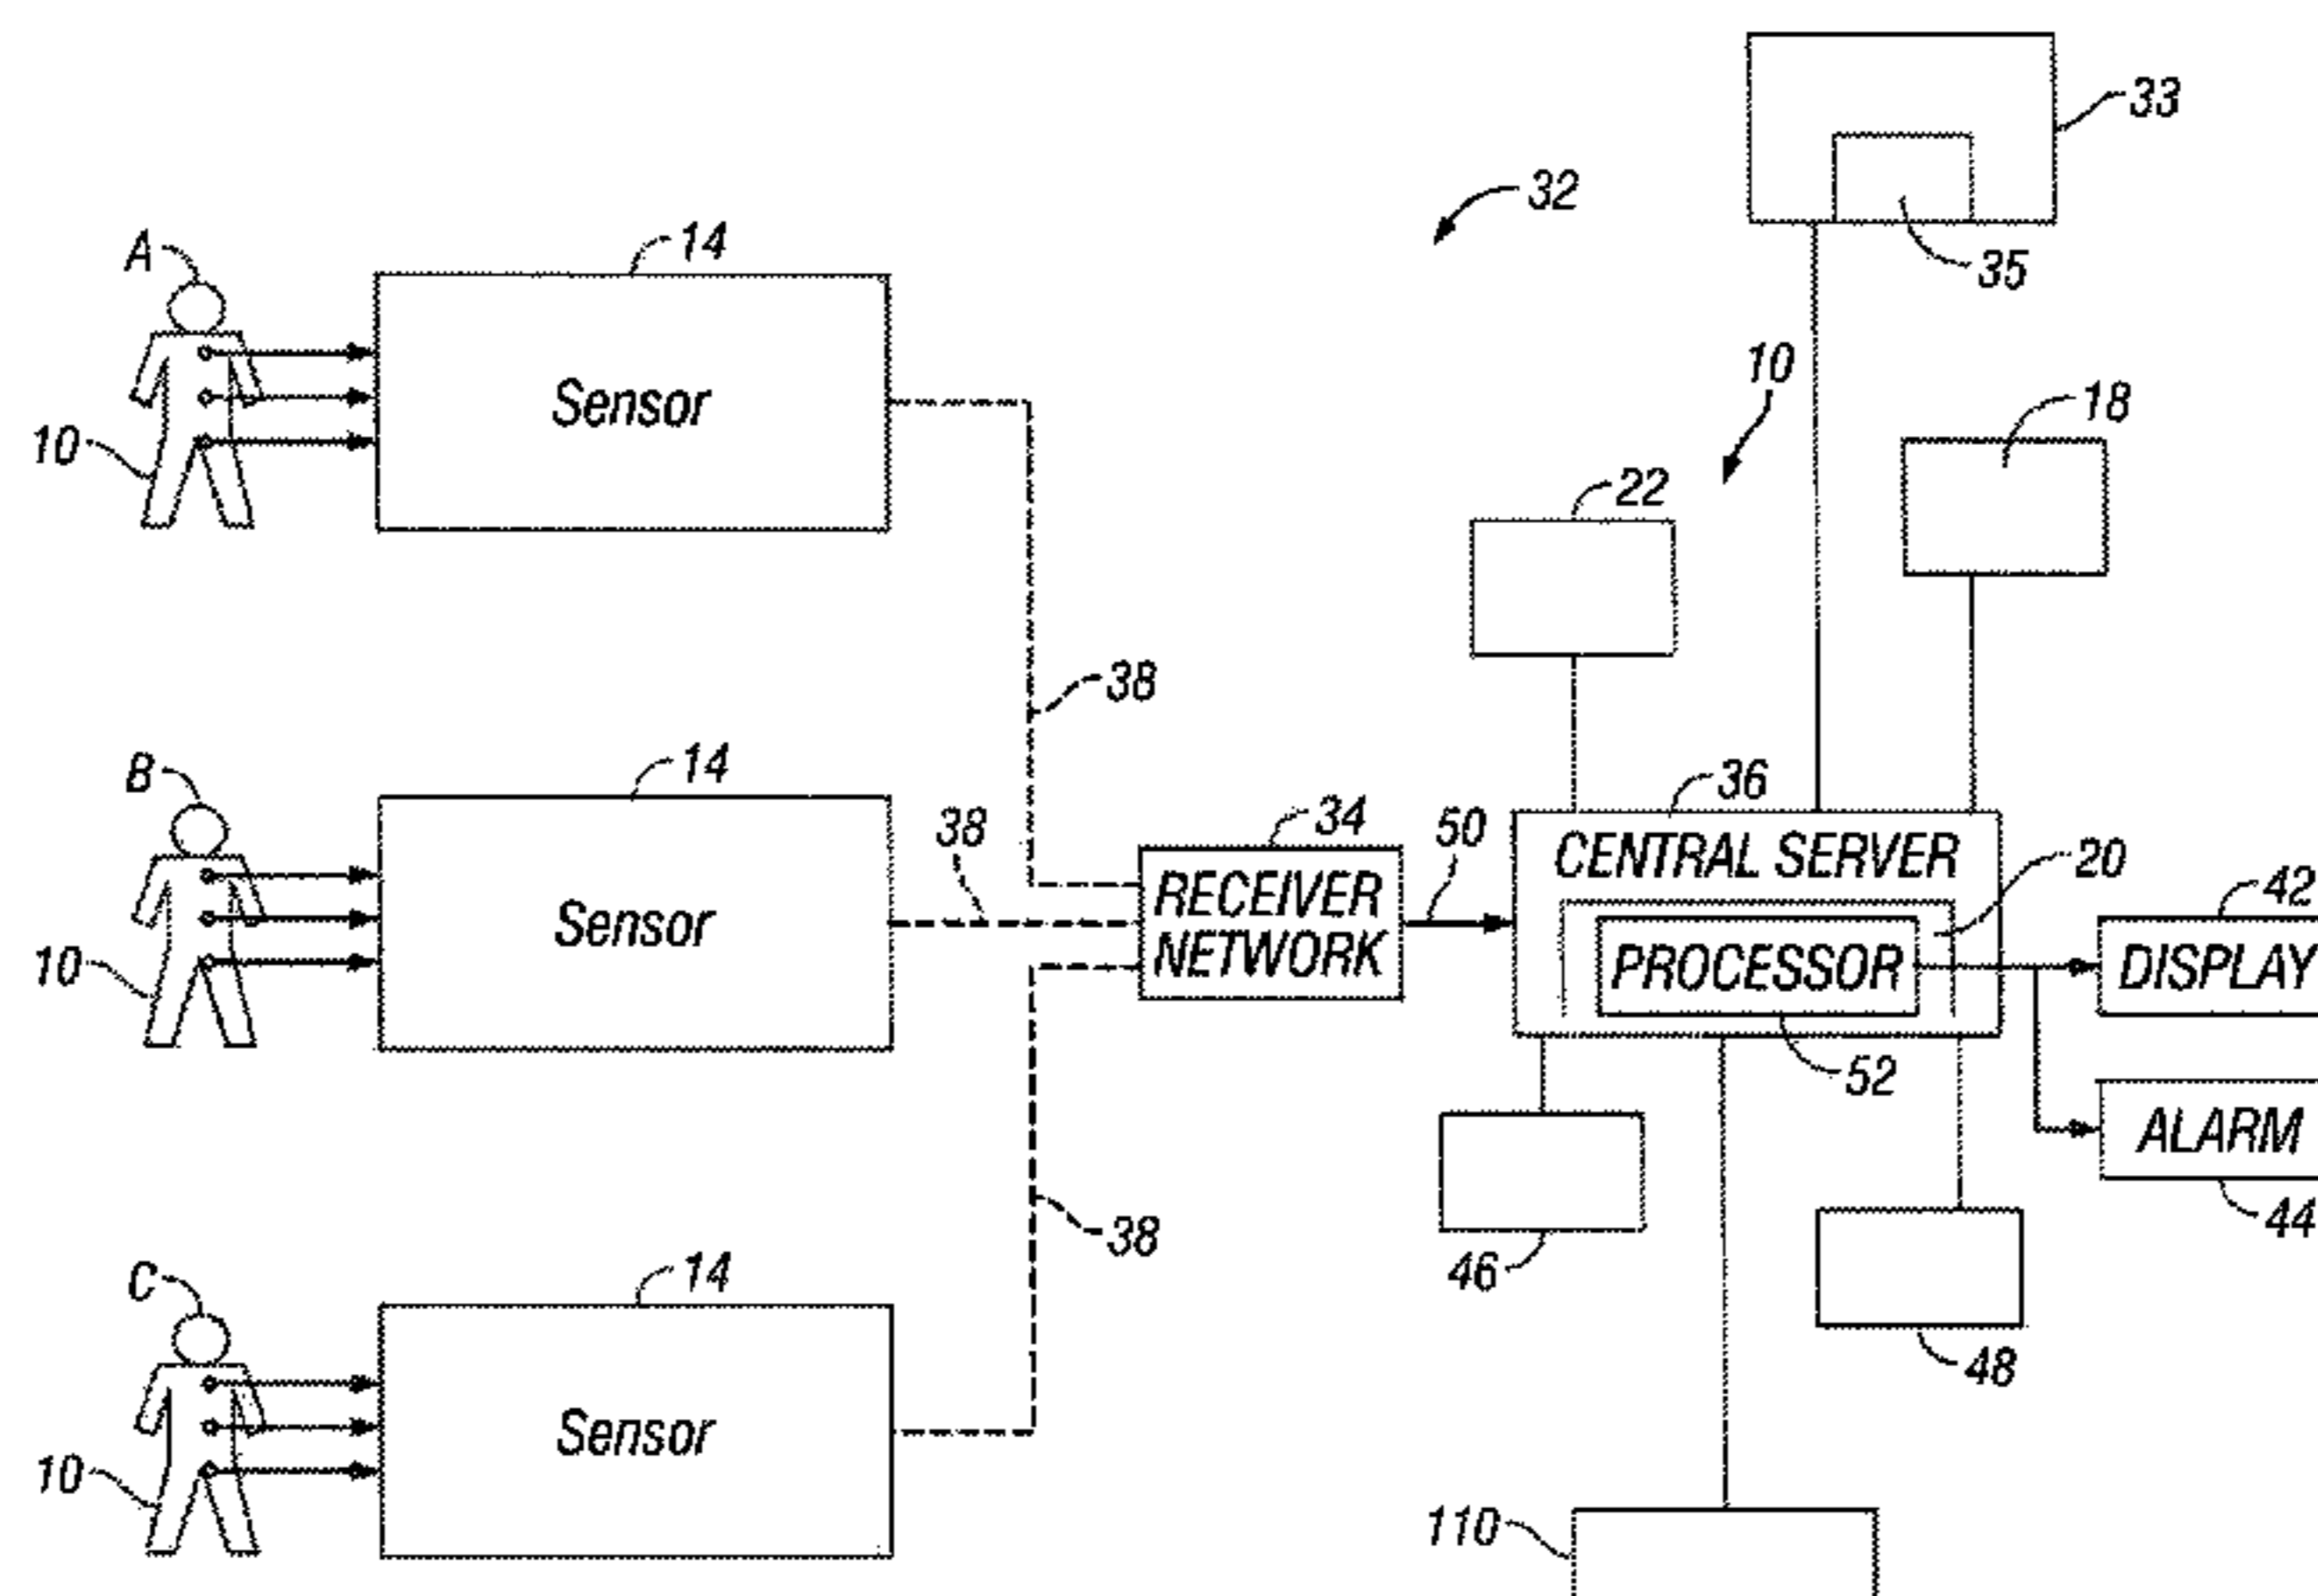 33
32
35
A
14
Sensor
10
10
18
22
38
B
14
Sensor
10
38
34
RECEIVER
NETWORK
50
36
CENTRAL SERVER
20
PROCESSOR
52
42
DISPLAY
ALARM
44
46
48
38
C
14
Sensor
10
110